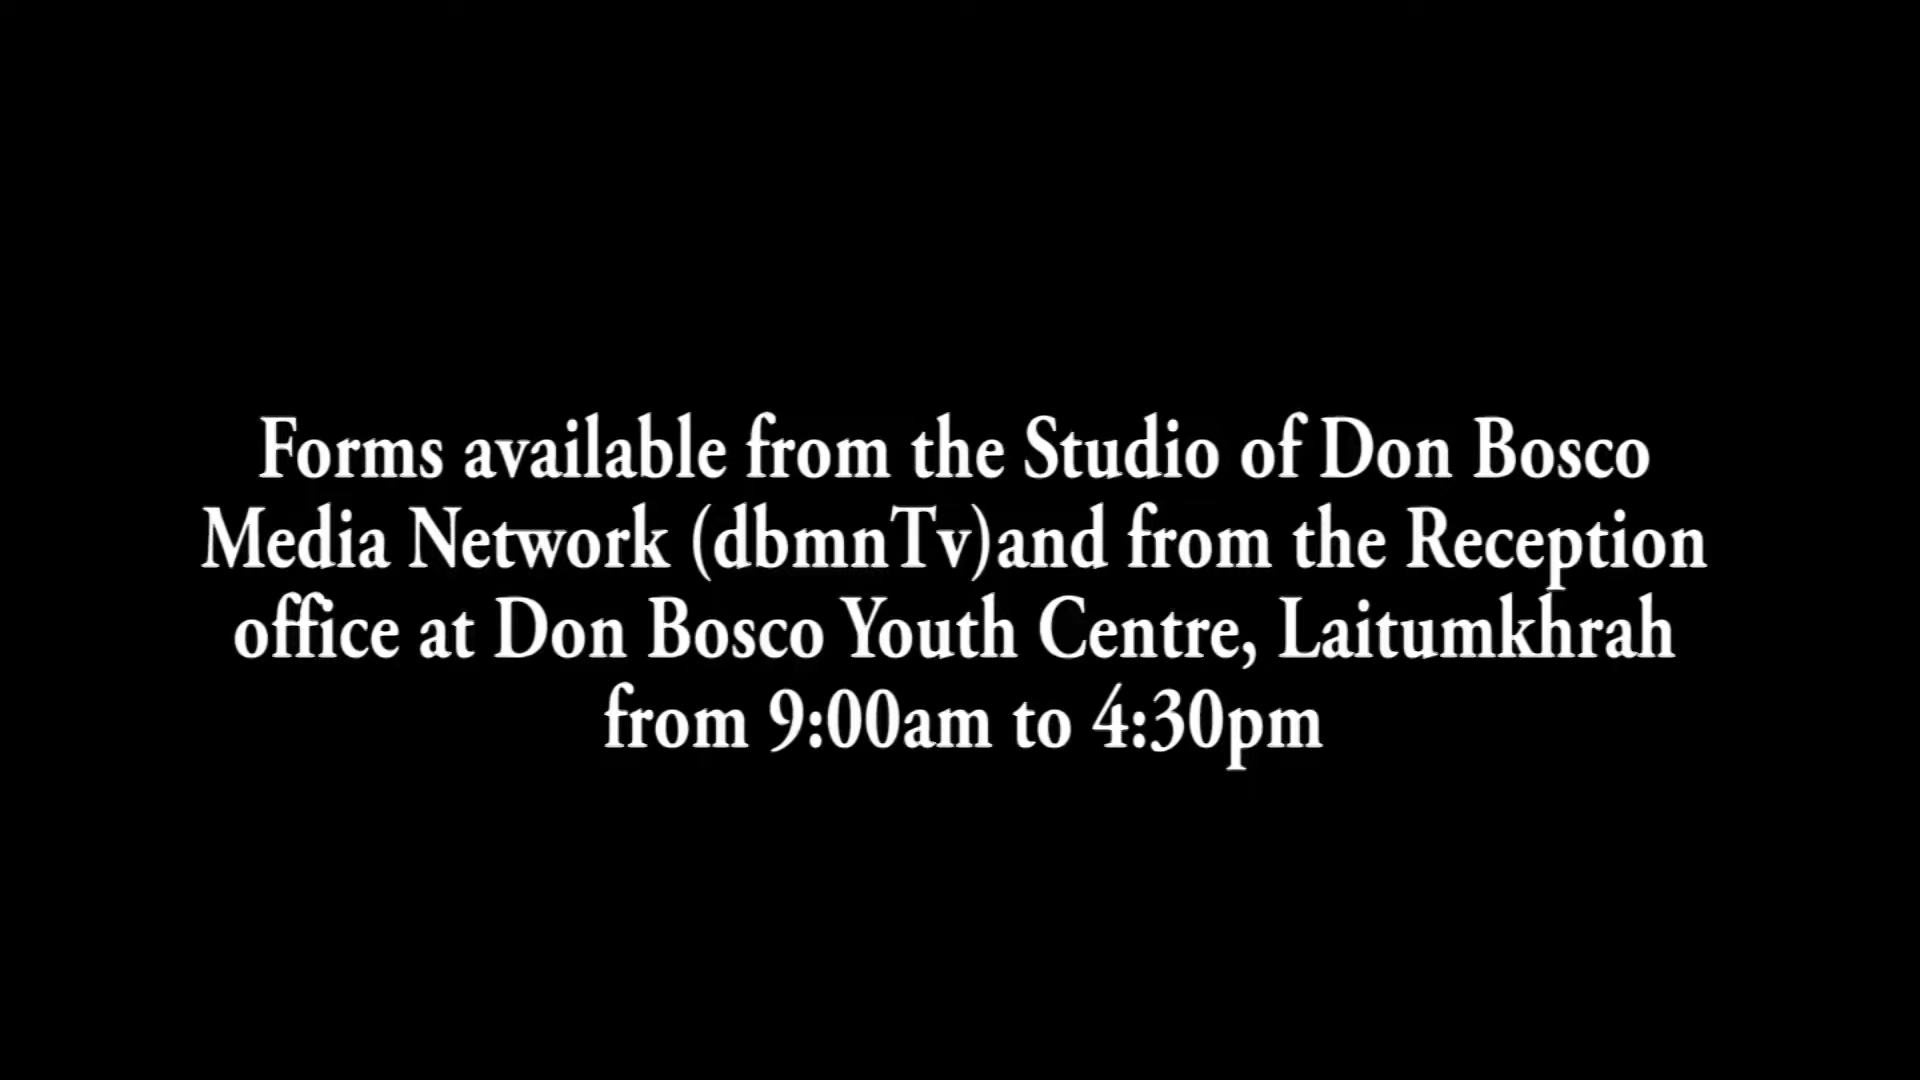 Forms available from the Studio of Don Bosco
Media Network (dbmnTv)and from the Reception
office at Don Bosco Youth Centre, Laitumkhrah
from 9:00am to 4:30pm